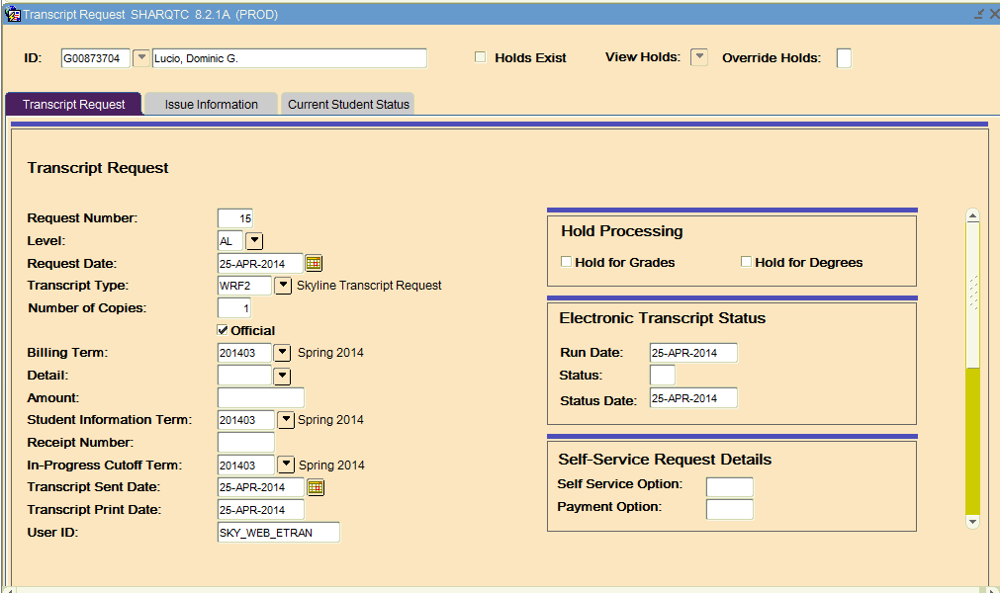 Transcript Request SHARQTC 8.2.1A (PROD)
ID: G00873704 Lucio, Dominic G. Holds Exist View Holds: Override Holds:
Transcript Request Issue Information Current Student Status
Transcript Request
Request Number: 15
Level: AL
Request Date: 25-APR-2014
Transcript Type: WRF2 Skyline Transcript Request
Number of Copies: 1
Official
Billing Term: 201403 Spring 2014
Detail:
Amount:
Student Information Term: 201403 Spring 2014
Receipt Number:
In-Progress Cutoff Term: 201403 Spring 2014
Transcript Sent Date: 25-APR-2014
Transcript Print Date: 25-APR-2014
User ID: SKY_WEB_ETRAN
Hold Processing
Hold for Grades Hold for Degrees
Electronic Transcript Status
Run Date: 25-APR-2014
Status:
Status Date: 25-APR-2014
Self-Service Request Details
Self Service Option:
Payment Option: